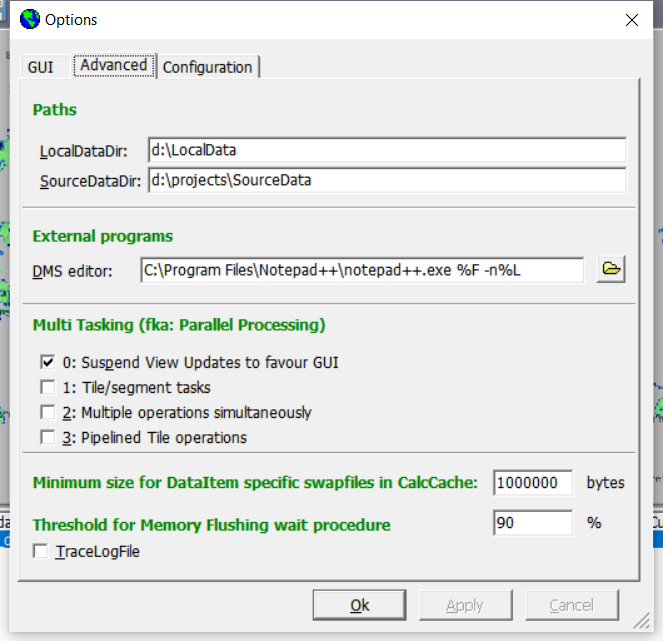 Options
GUI Advanced Configuration
Paths
LocalDataDir: d:\LocalData
SourceDataDir: d:\projects\SourceData
External programs
DMS editor: C:\Program Files\Notepad++\notepad++.exe %F -n%L
Multi Tasking (fka: Parallel Processing)
0: Suspend View Updates to favour GUI
1: Tile/segment tasks
2: Multiple operations simultaneously
3: Pipelined Tile operations
Minimum size for DataItem specific swapfiles in CalcCache: 1000000 bytes
Threshold for Memory Flushing wait procedure 90 %
TraceLogFile
Ok Apply Cancel